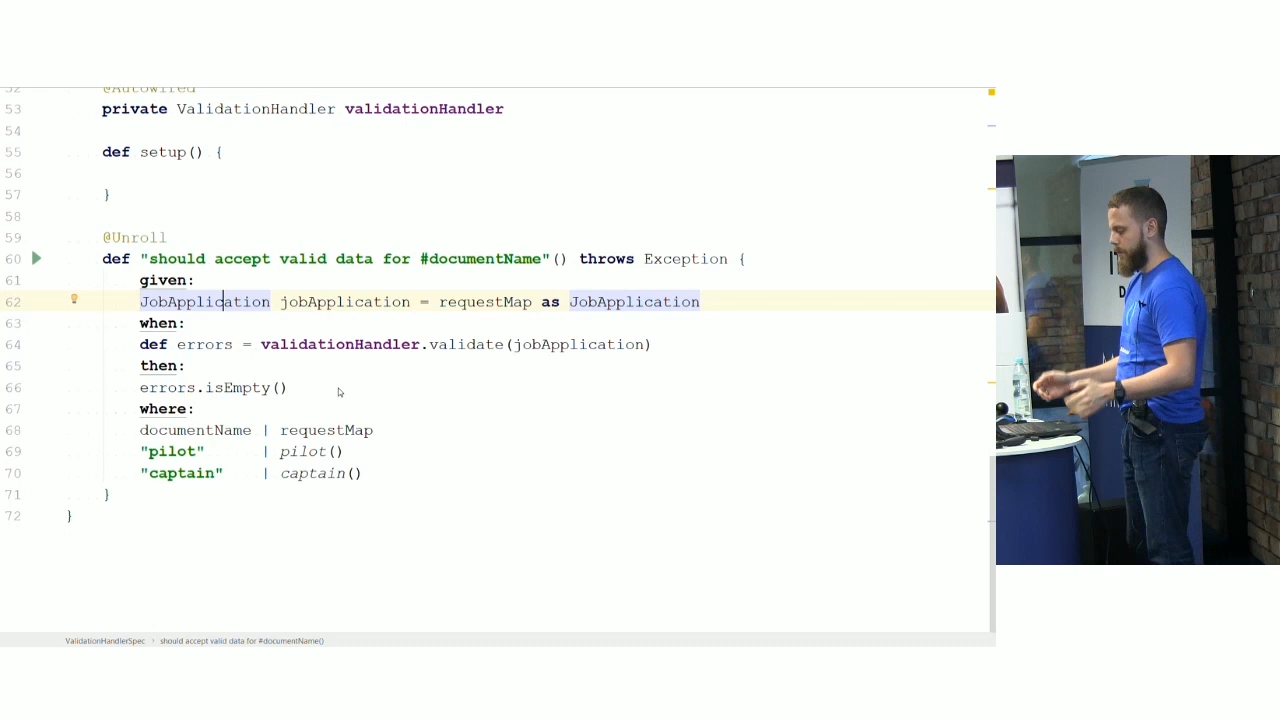 52 @Autowired
53 private ValidationHandler validationHandler
54
55 def setup() {
56
57 }
58
59 @Unroll
60 def "should accept valid data for #documentName"() throws Exception {
61 given:
62 JobApplication jobApplication = requestMap as JobApplication
63 when:
64 def errors = validationHandler.validate(jobApplication)
65 then:
66 errors.isEmpty()
67 where:
68 documentName | requestMap
69 "pilot" | pilot()
70 "captain" | captain()
71 }
72 }
ValidationHandlerSpec › should accept valid data for #documentName()